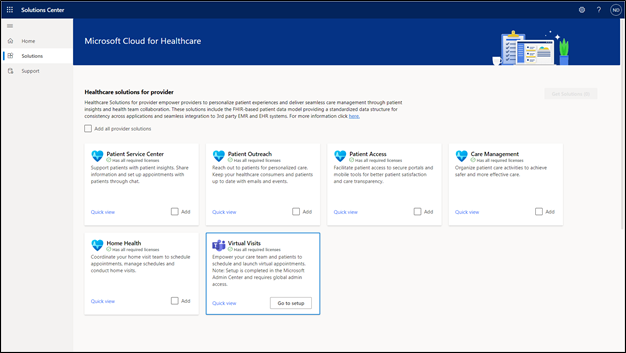 Solutions Center
?
ND
Home
Solutions
Support
Microsoft Cloud for Healthcare
Healthcare solutions for provider
Healthcare Solutions for provider empower providers to personalize patient experiences and deliver seamless care management through patient
insights and health team collaboration. These solutions include the FHIR-based patient data model providing a standardized data structure for
consistency across applications and seamless integration to 3rd party EMR and EHR systems. For more information click here.
Add all provider solutions
Patient Service Center
Has all required licenses
Support patients with patient insights. Share
information and set up appointments with
patients through chat.
Quick view
Add
Patient Outreach
Has all required licenses
Reach out to patients for personalized care.
Keep your healthcare consumers and patients
up to date with emails and events.
Quick view
Add
Patient Access
Has all required licenses
Facilitate patient access to secure portals and
mobile tools for better patient satisfaction
and care transparency.
Quick view
Add
Care Management
Has all required licenses
Organize patient care activities to achieve
safer and more effective care.
Quick view
Add
Home Health
Has all required licenses
Coordinate your home visit team to schedule
appointments, manage schedules and
conduct home visits.
Quick view
Add
Virtual Visits
Has all required licenses
Empower your care team and patients to
schedule and launch virtual appointments.
Note: Setup is completed in the Microsoft
Admin Center and requires global admin
access.
Quick view
Go to setup